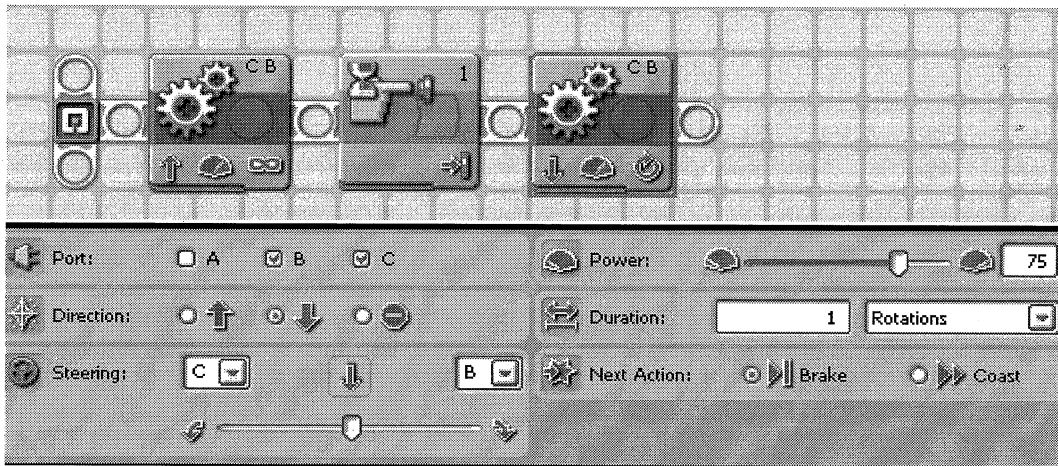 C B
1
C B
Port: A B C
Power: 75
Direction:
Duration: 1 Rotations
Steering: C B
Next Action: Brake Coast